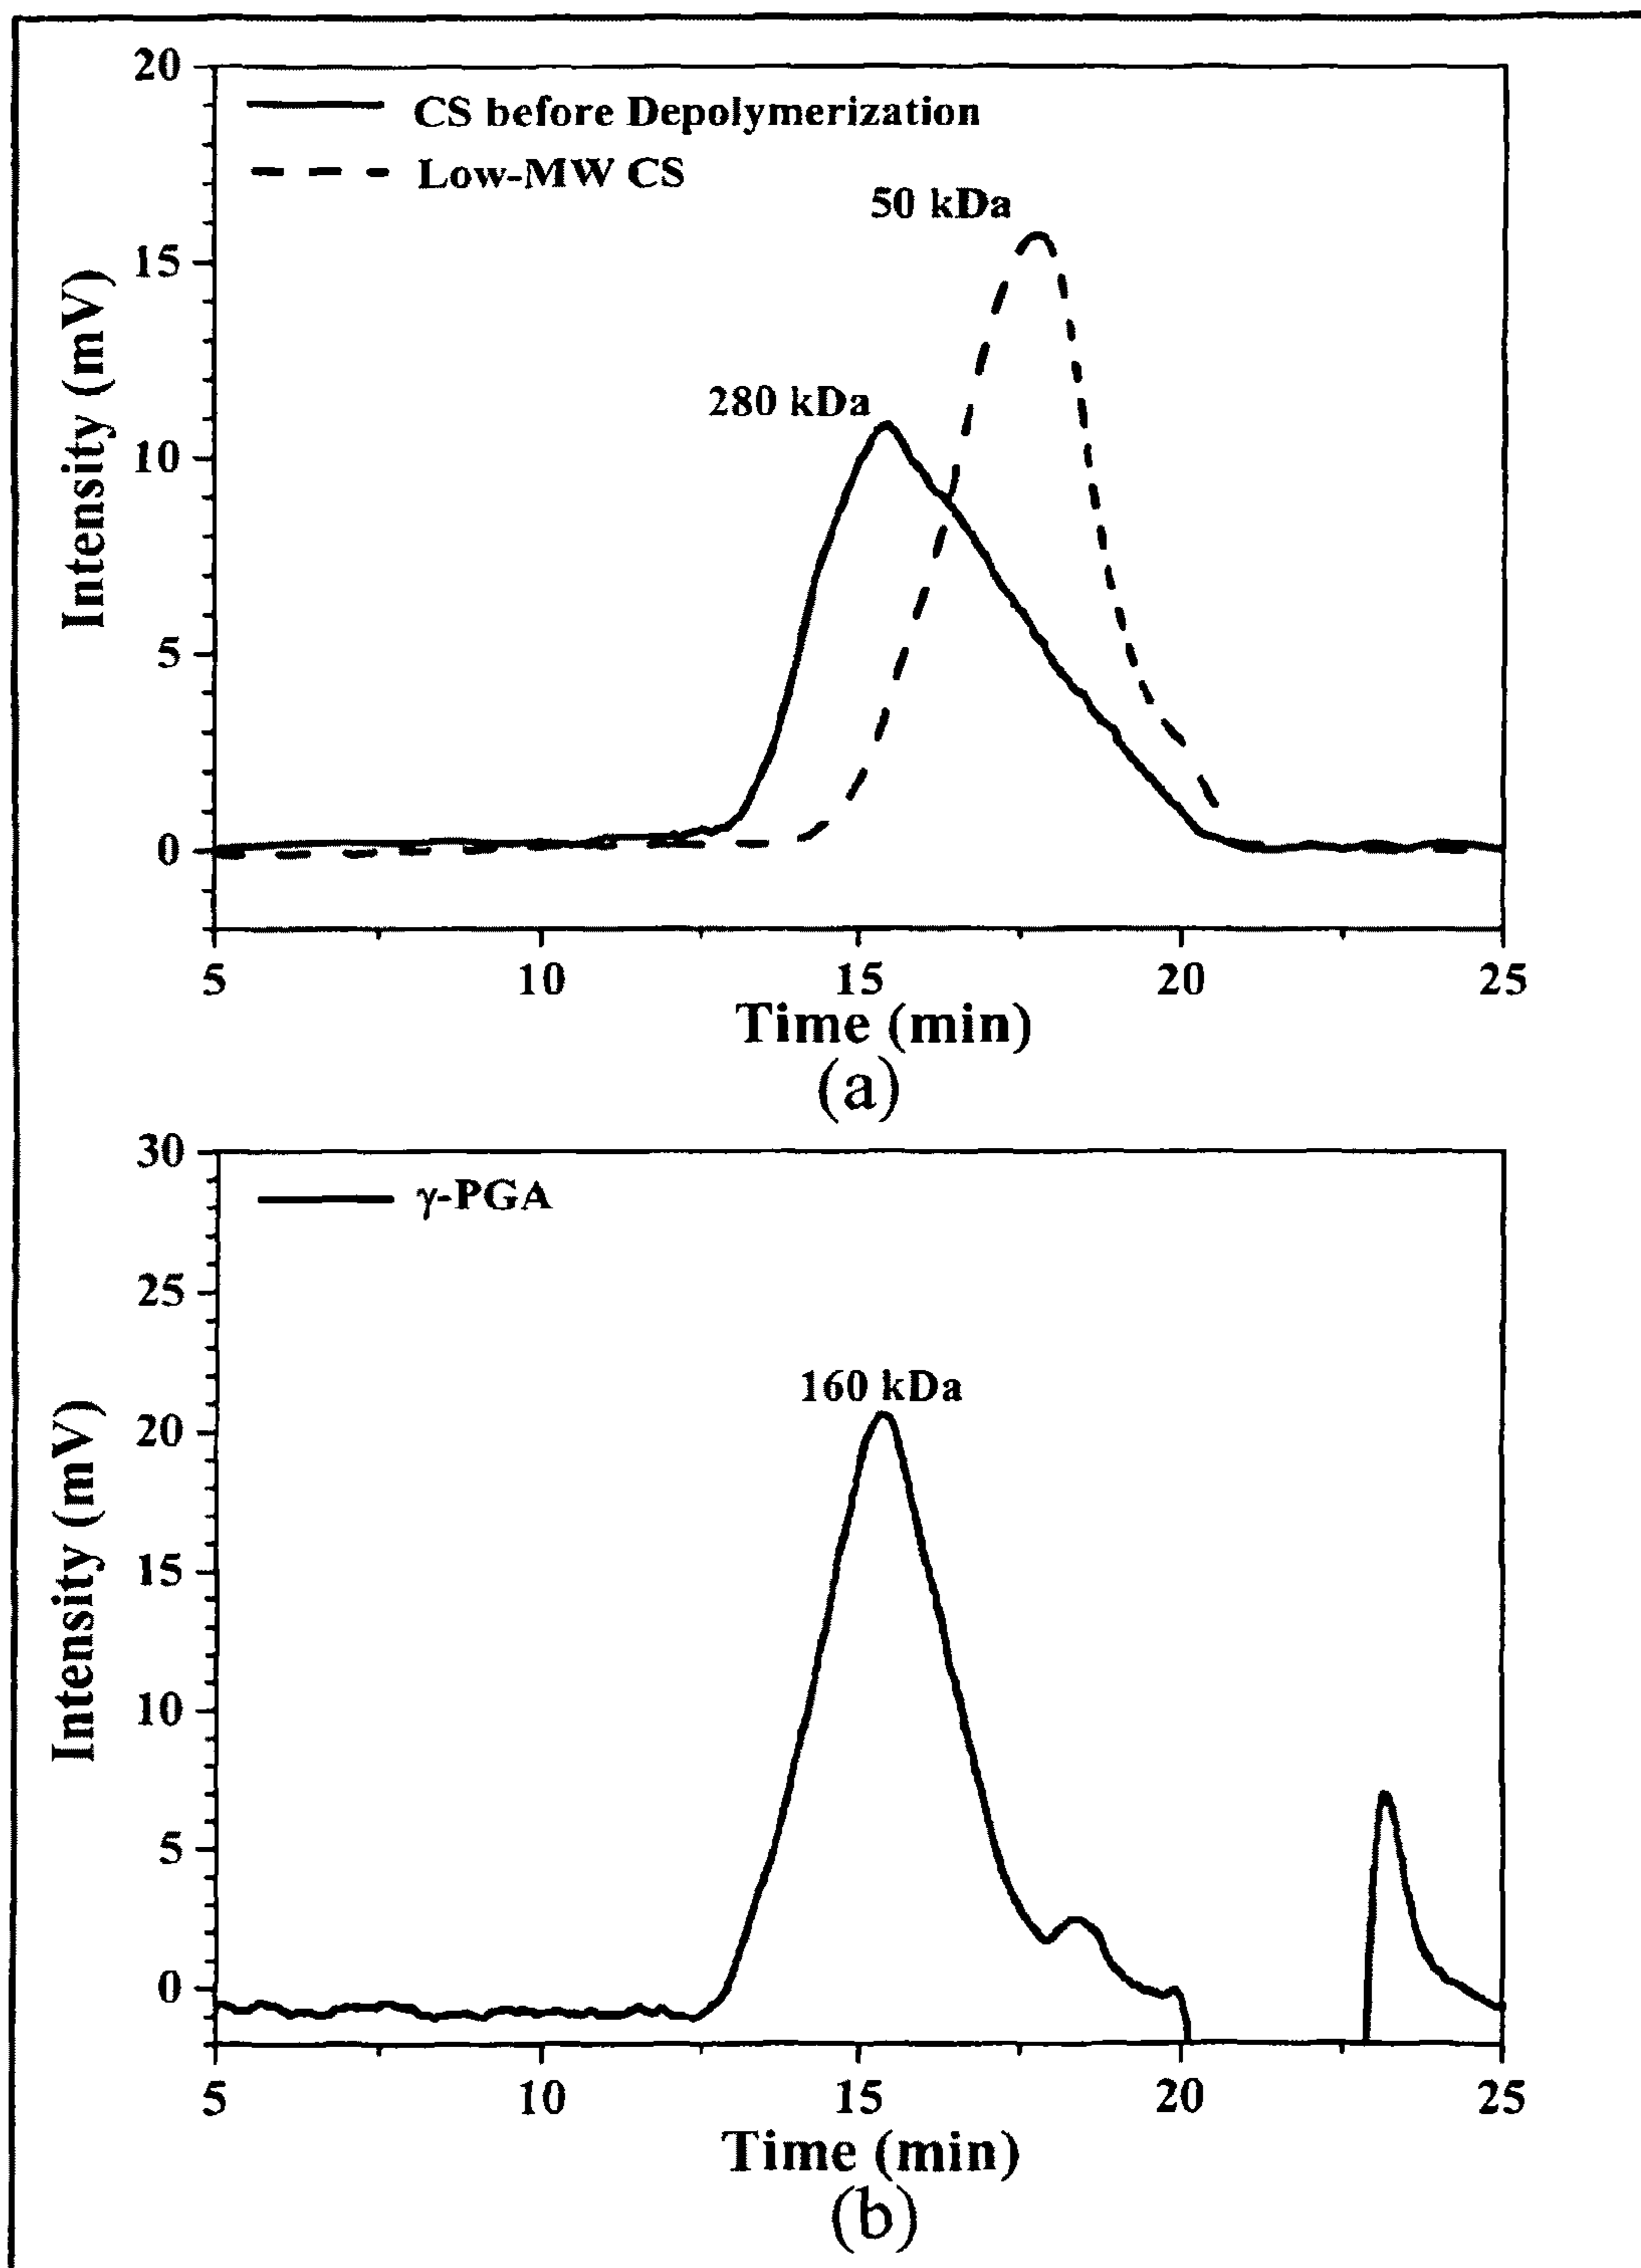 20
CS before Depolymerization
Low-MW CS
50 kDa
15
280 kDa
10
5
0
Intensity (mV)
5 10 15 20 25
Time (min)
(a)
30
γ-PGA
25
160 kDa
20
15
10
5
0
Intensity (mV)
5 10 15 20 25
Time (min)
(b)